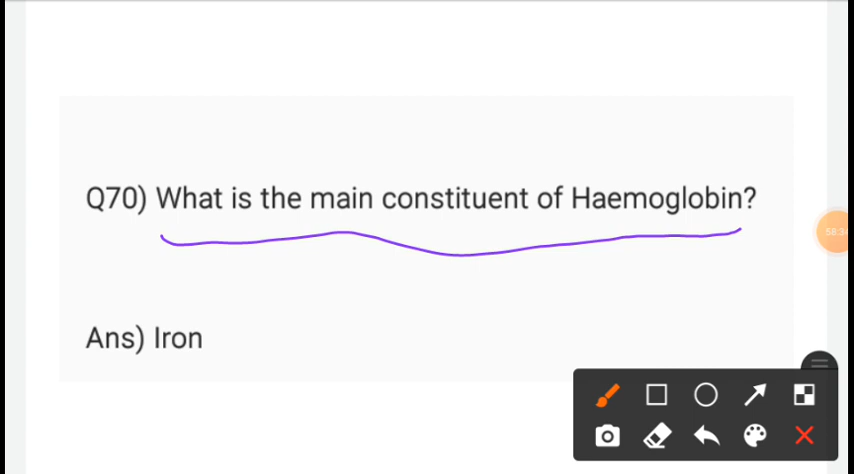 Q70) What is the main constituent of Haemoglobin?
Ans) Iron